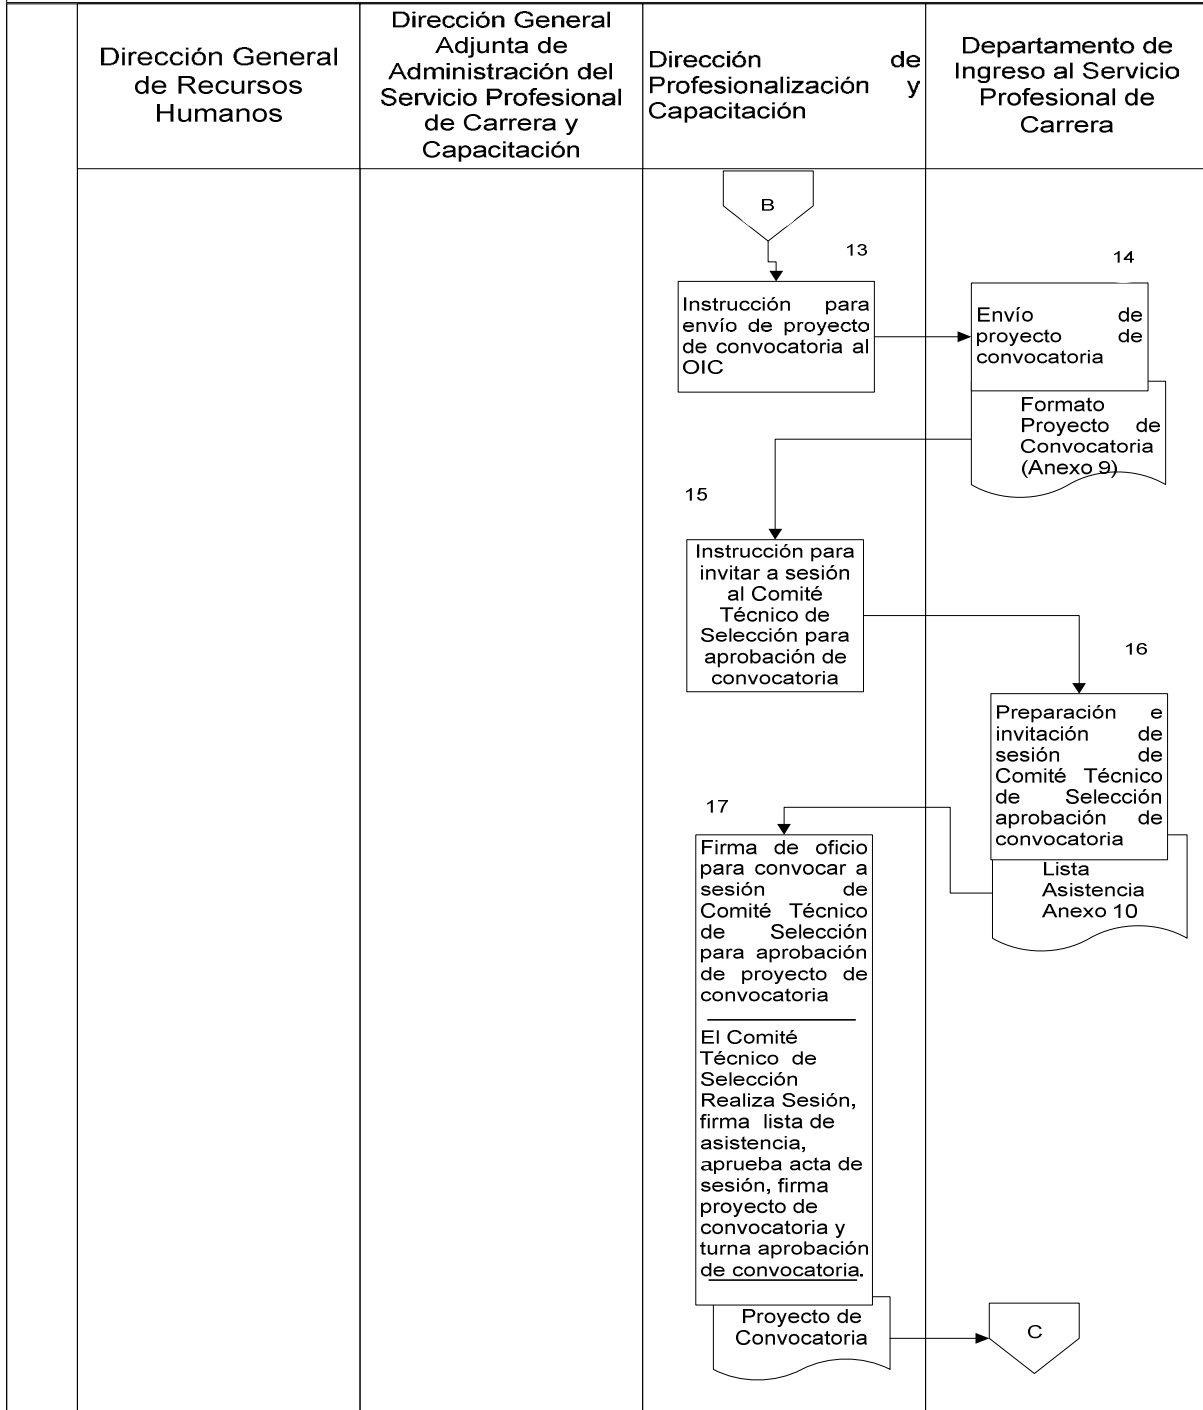 Dirección General
de Recursos
Humanos
Dirección General
Adjunta de
Administración del
Servicio Profesional
de Carrera y
Capacitación
Dirección de
Profesionalización y
Capacitación
Departamento de
Ingreso al Servicio
Profesional de
Carrera
B
13
Instrucción para
envío de proyecto
de convocatoria al
OIC
14
Envío de
proyecto de
convocatoria
Formato
Proyecto de
Convocatoria
(Anexo 9)
15
Instrucción para
invitar a sesión
al Comité
Técnico de
Selección para
aprobación de
convocatoria
16
Preparación e
invitación de
sesión de
Comité Técnico
de Selección
aprobación de
convocatoria
Lista
Asistencia
Anexo 10
17
Firma de oficio
para convocar a
sesión de
Comité Técnico
de Selección
para aprobación
de proyecto de
convocatoria
El Comité
Técnico de
Selección
Realiza Sesión,
firma lista de
asistencia,
aprueba acta de
sesión, firma
proyecto de
convocatoria y
turna aprobación
de convocatoria.
Proyecto de
Convocatoria
C